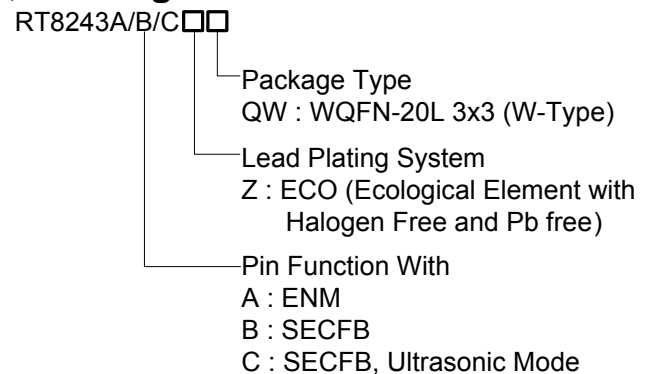 RT8243A/B/C□□
Package Type
QW : WQFN-20L 3x3 (W-Type)
Lead Plating System
Z : ECO (Ecological Element with
Halogen Free and Pb free)
Pin Function With
A : ENM
B : SECFB
C : SECFB, Ultrasonic Mode